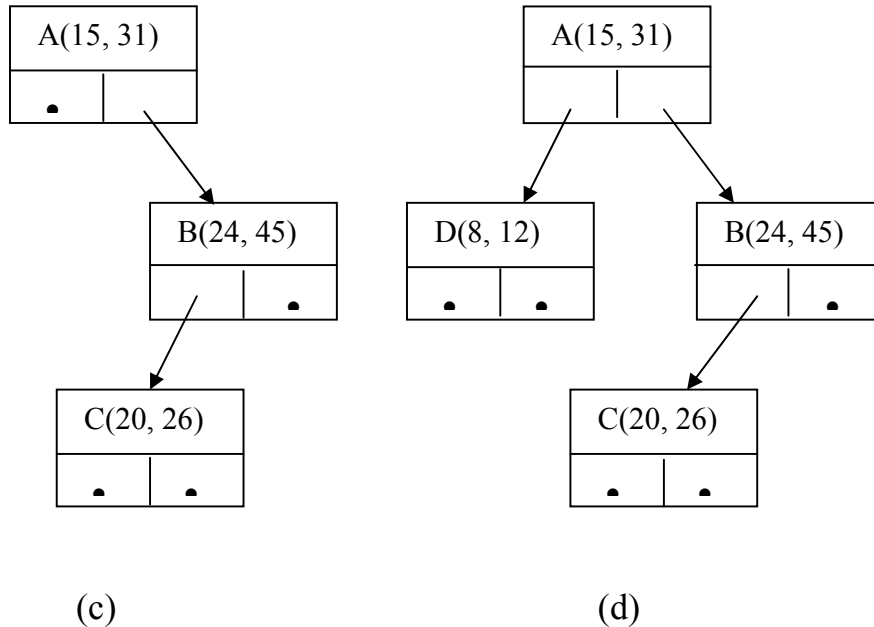 A(15, 31)
B(24, 45)
C(20, 26)
(c)
A(15, 31)
D(8, 12)
B(24, 45)
C(20, 26)
(d)